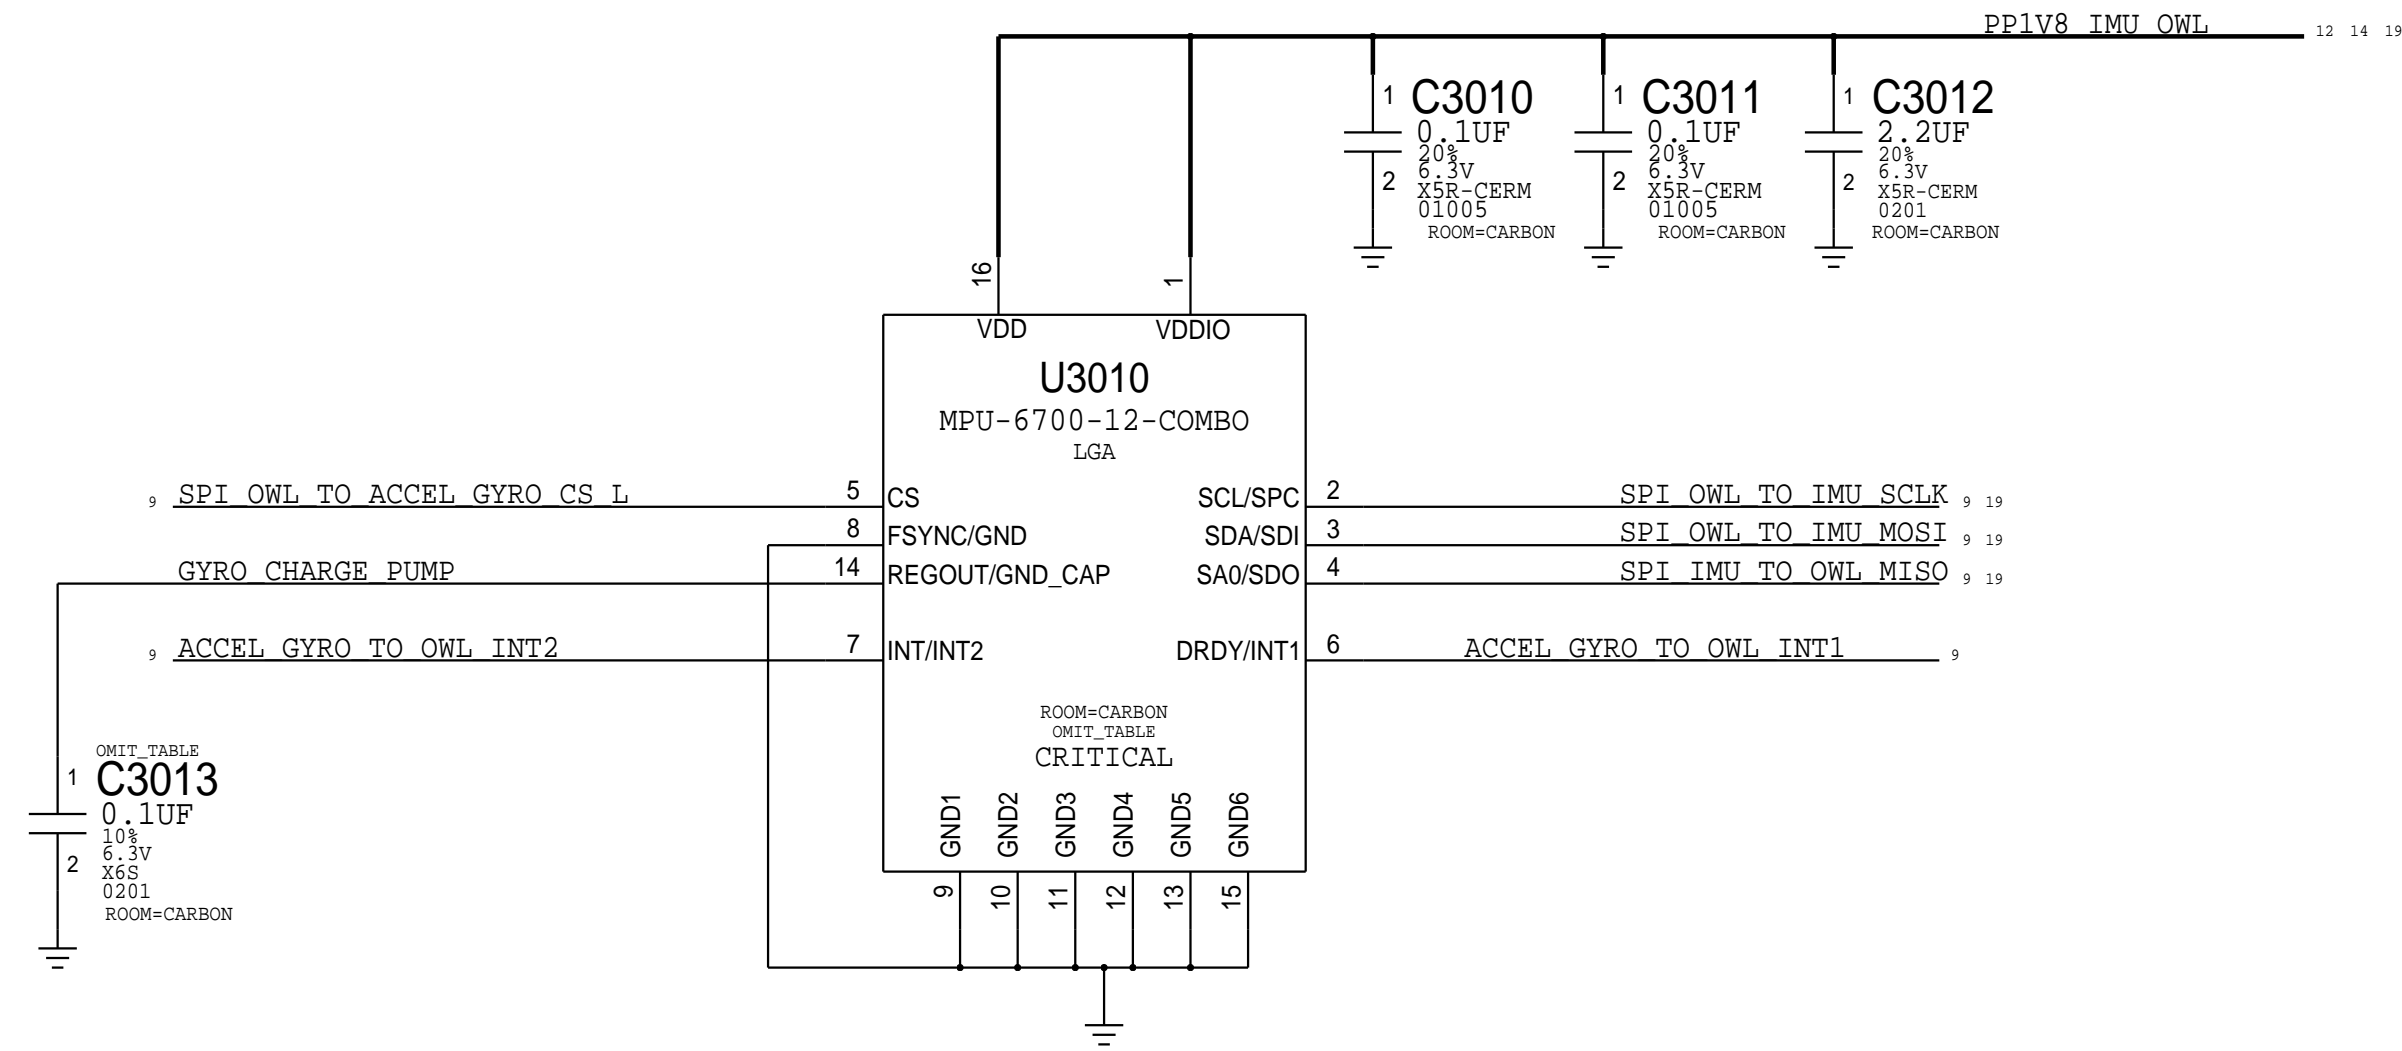 PP1V8_IMU_OWL 12 14 19
1 C3010
0.1UF
20%
6.3V
2 X5R-CERM
01005
ROOM=CARBON
1 C3011
0.1UF
20%
6.3V
2 X5R-CERM
01005
ROOM=CARBON
1 C3012
2.2UF
20%
6.3V
2 X5R-CERM
0201
ROOM=CARBON
16 1
VDD VDDIO
U3010
MPU-6700-12-COMBO
LGA
9 SPI_OWL_TO_ACCEL_GYRO_CS_L 5 CS SCL/SPC 2 SPI_OWL_TO_IMU_SCLK 9 19
8 FSYNC/GND SDA/SDI 3 SPI_OWL_TO_IMU_MOSI 9 19
GYRO_CHARGE_PUMP 14 REGOUT/GND_CAP SA0/SDO 4 SPI_IMU_TO_OWL_MISO 9 19
9 ACCEL_GYRO_TO_OWL_INT2 7 INT/INT2 DRDY/INT1 6 ACCEL_GYRO_TO_OWL_INT1 9
ROOM=CARBON
OMIT_TABLE
CRITICAL
OMIT_TABLE
1 C3013
0.1UF
10%
6.3V
2 X6S
0201
ROOM=CARBON
GND1 GND2 GND3 GND4 GND5 GND6
9 10 11 12 13 15